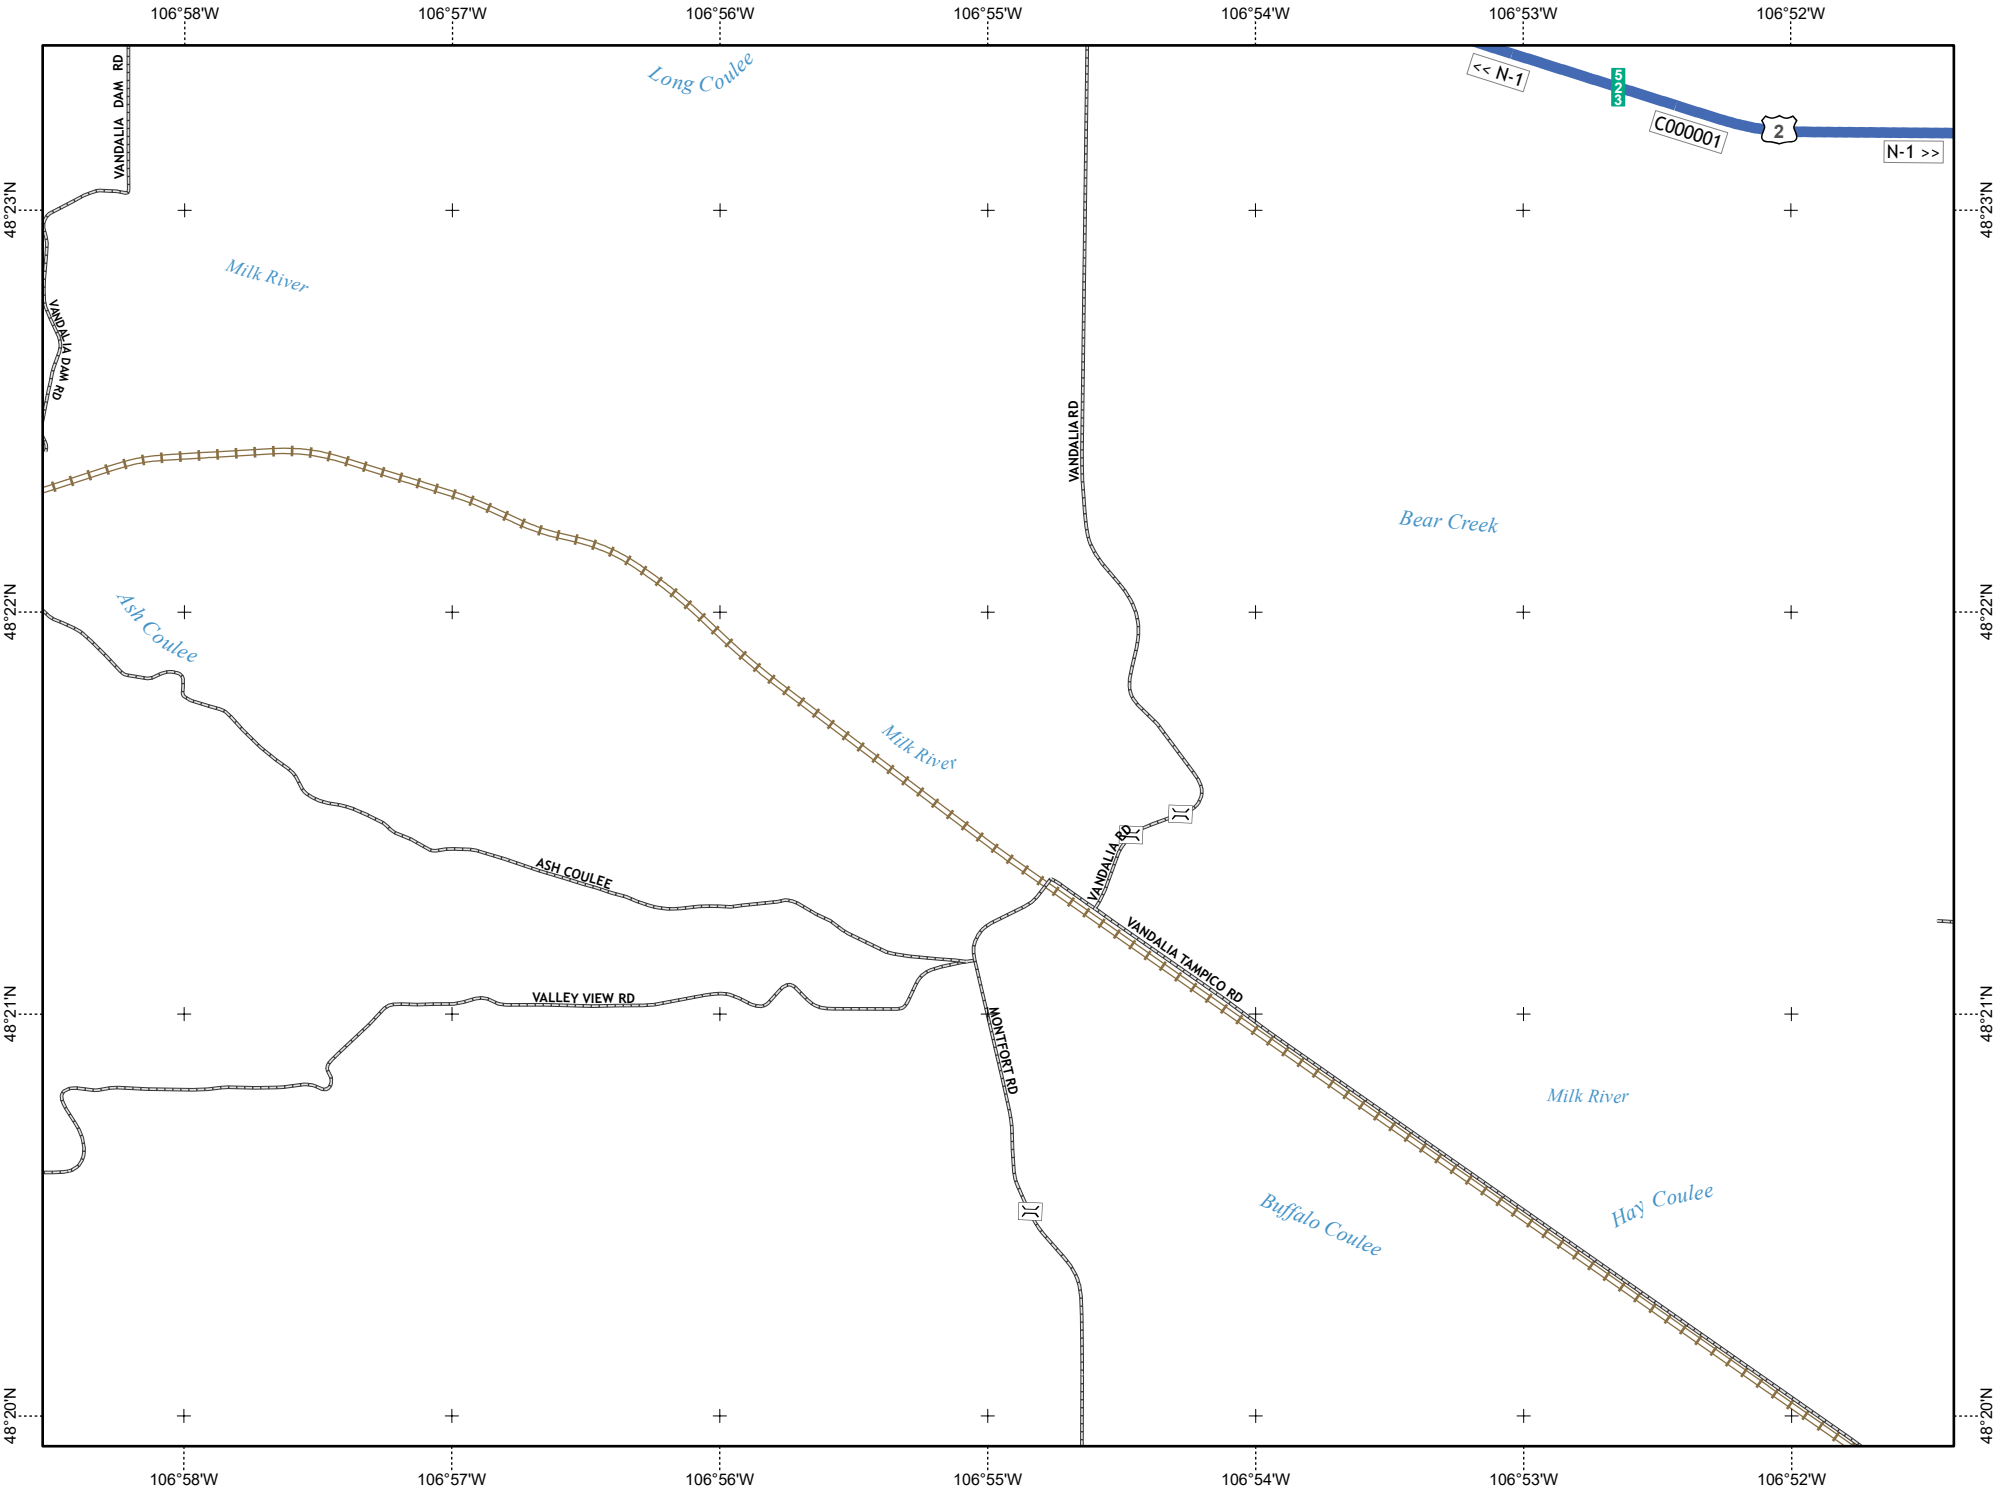 106°58'W 106°57'W 106°56'W 106°55'W 106°54'W 106°53'W 106°52'W
VANDALIA DAM RD
Long Coulee
<< N-1
523
C000001
2
N-1 >>
48°23'N
48°23'N
Milk River
VANDALIA DAM RD
VANDALIA RD
Bear Creek
48°22'N
48°22'N
Ash Coulee
Milk River
VANDALIA RD
ASH COULEE
VANDALIA TAMPICO RD
VALLEY VIEW RD
48°21'N
48°21'N
MONTFORT RD
Milk River
Hay Coulee
Buffalo Coulee
48°20'N
48°20'N
106°58'W 106°57'W 106°56'W 106°55'W 106°54'W 106°53'W 106°52'W